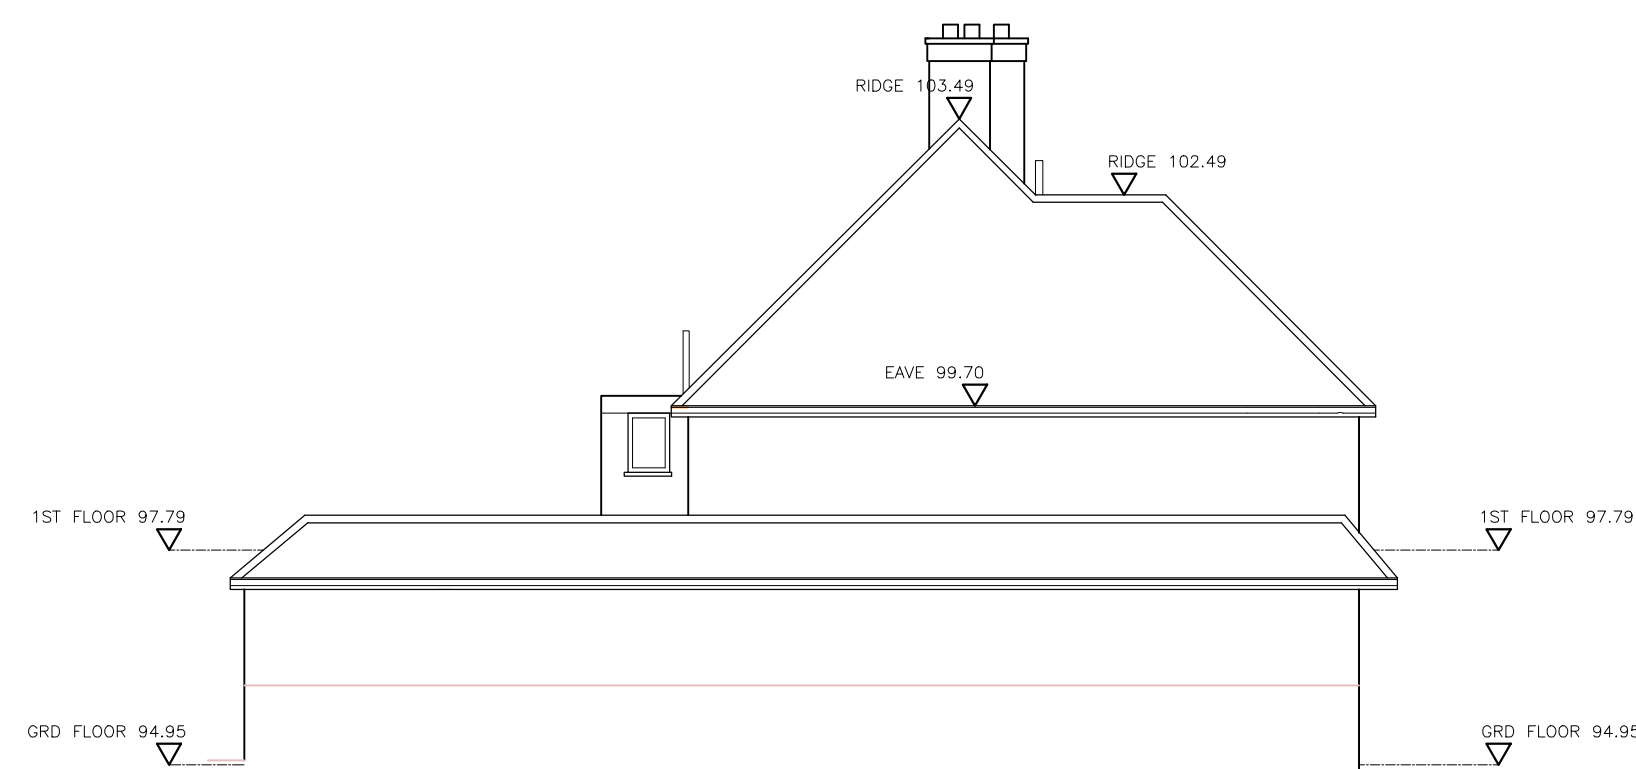 RIDGE 103.49
RIDGE 102.49
EAVE 99.70
1ST FLOOR 97.79
1ST FLOOR 97.79
GRD FLOOR 94.95
GRD FLOOR 94.95